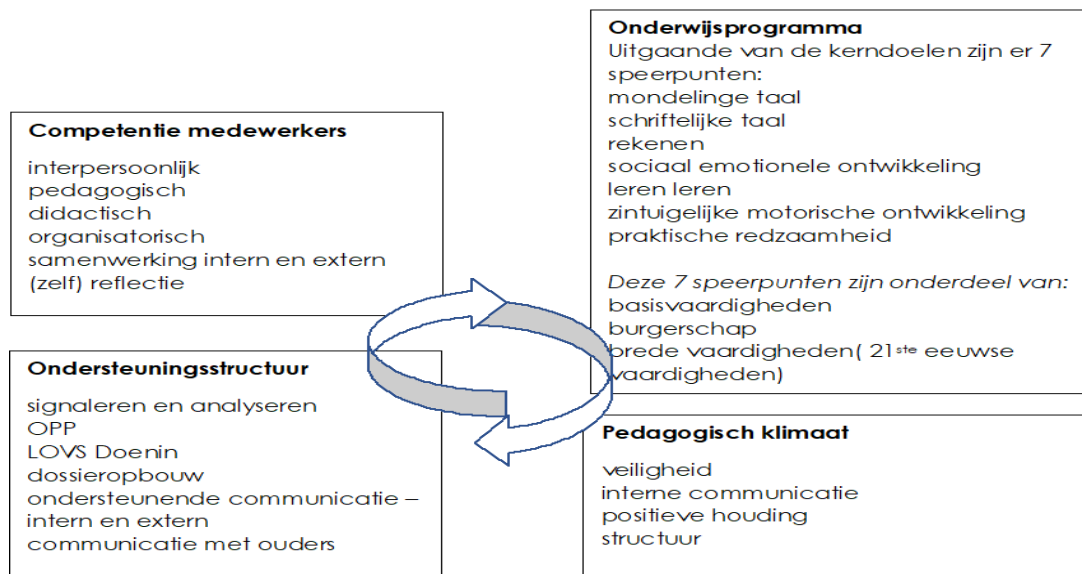 Competentie medewerkers
interpersoonlijk
pedagogisch
didactisch
organisatorisch
samenwerking intern en extern
(zelf) reflectie
Onderwijsprogramma
Uitgaande van de kerndoelen zijn er 7
speerpunten:
mondelinge taal
schriftelijke taal
rekenen
sociaal emotionele ontwikkeling
leren leren
zintuigelijke motorische ontwikkeling
praktische redzaamheid
Deze 7 speerpunten zijn onderdeel van:
basisvaardigheden
burgerschap
brede vaardigheden( 21ste eeuwse
vaardigheden)
Ondersteuningsstructuur
signaleren en analyseren
OPP
LOVS Doenin
dossieropbouw
ondersteunende communicatie –
intern en extern
communicatie met ouders
Pedagogisch klimaat
veiligheid
interne communicatie
positieve houding
structuur